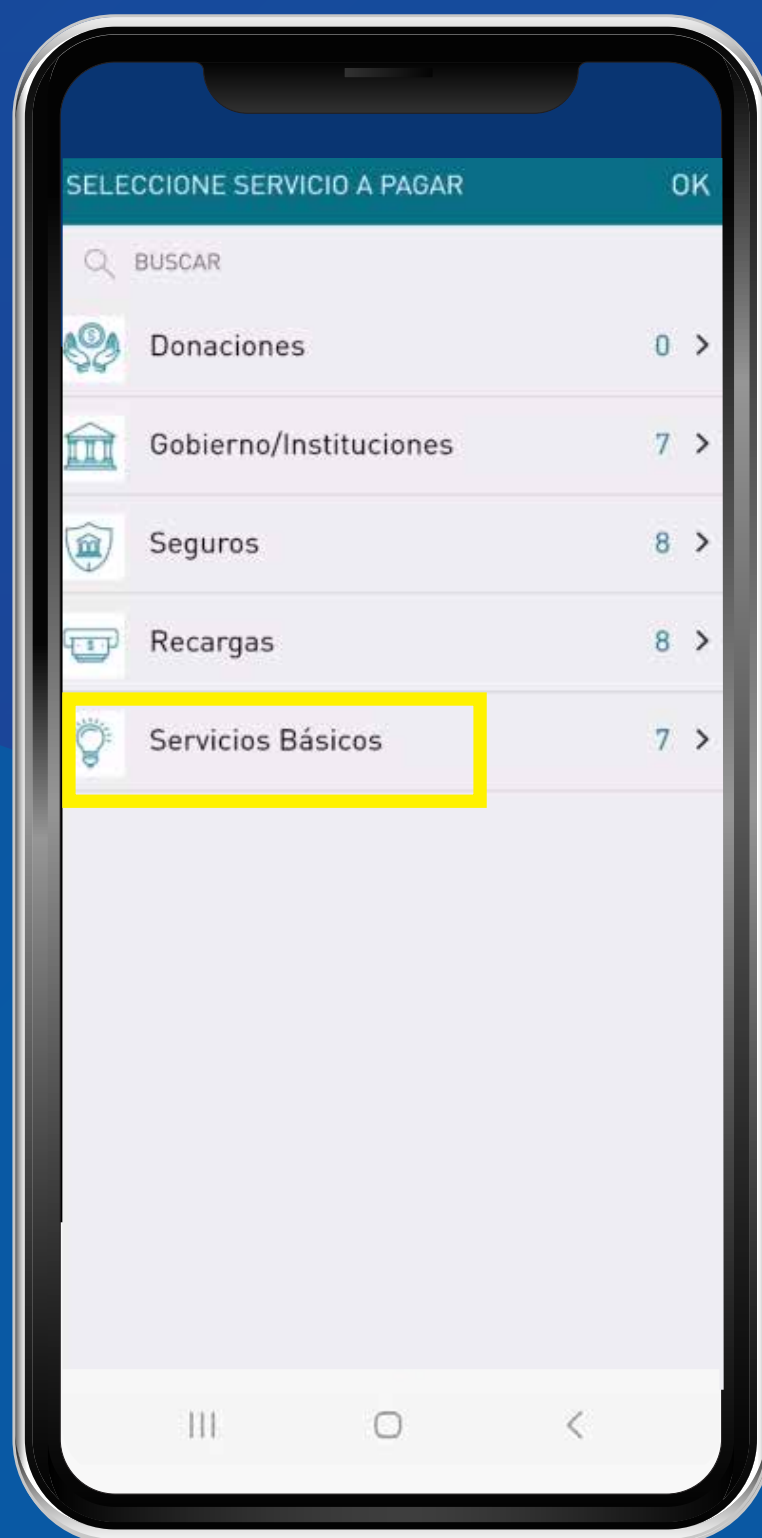 SELECCIONE SERVICIO A PAGAR OK
BUSCAR
Donaciones 0 >
Gobierno/Instituciones 7 >
Seguros 8 >
Recargas 8 >
Servicios Básicos 7 >